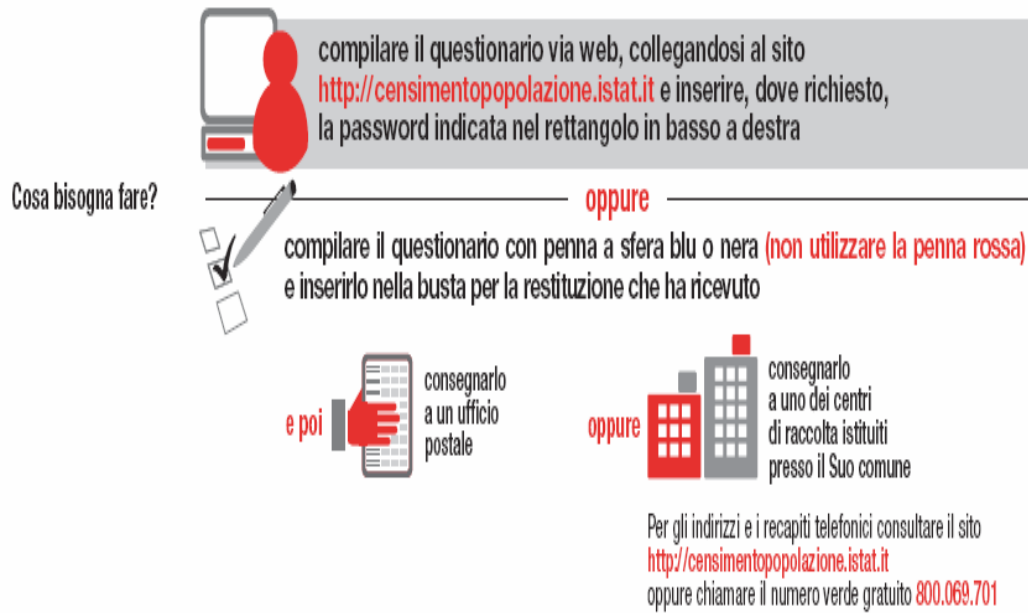 compilare il questionario via web, collegandosi al sito
http://censimentopopolazione.istat.it e inserire, dove richiesto,
la password indicata nel rettangolo in basso a destra
Cosa bisogna fare?
oppure
compilare il questionario con penna a sfera blu o nera (non utilizzare la penna rossa)
e inserirlo nella busta per la restituzione che ha ricevuto
e poi
consegnarlo
a un ufficio
postale
oppure
consegnarlo
a uno dei centri
di raccolta istituiti
presso il Suo comune
Per gli indirizzi e i recapiti telefonici consultare il sito
http://censimentopopolazione.istat.it
oppure chiamare il numero verde gratuito 800.069.701